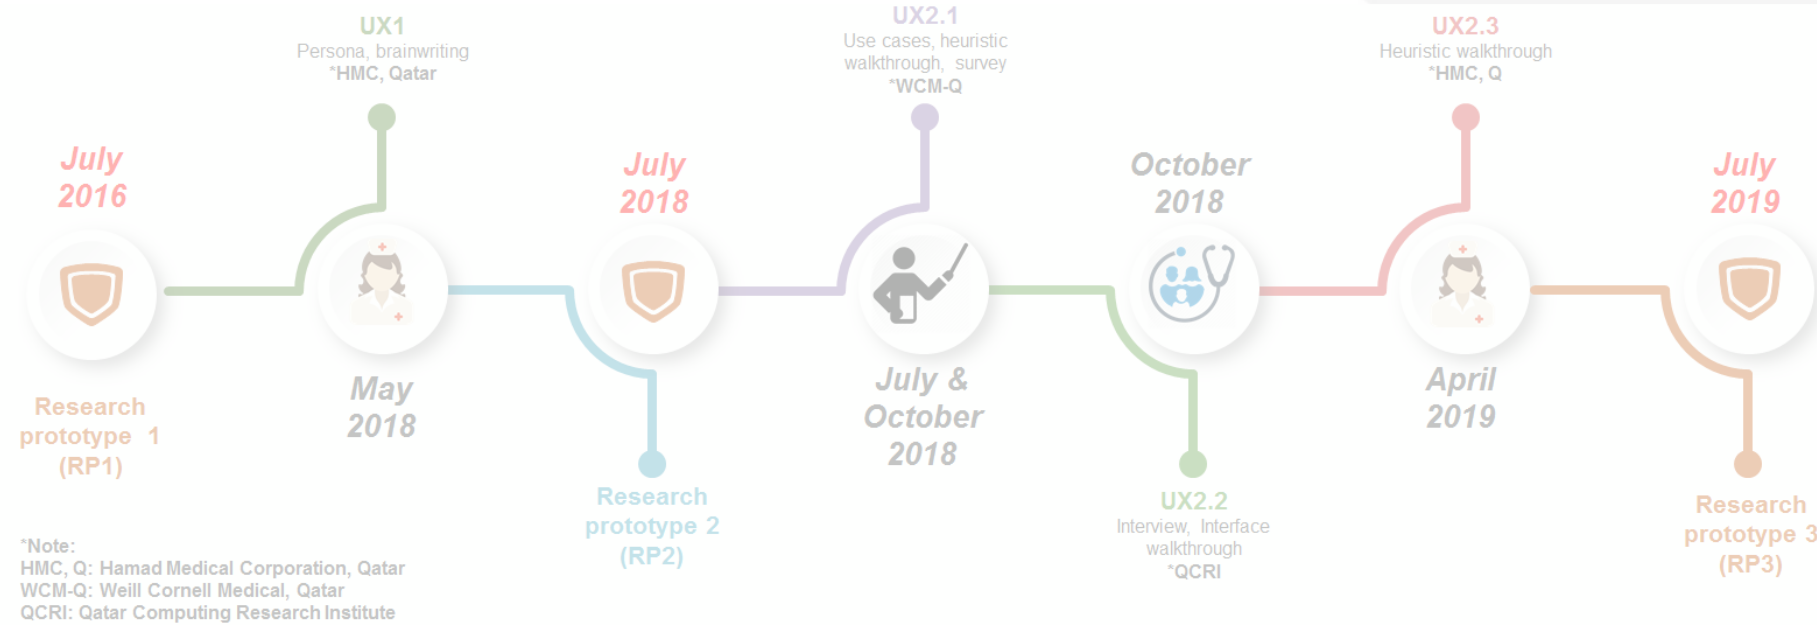 UX1
Persona, brainwriting
*HMC, Qatar
UX2.1
Use cases, heuristic
walkthrough, survey
*WCM-Q
UX2.3
Heuristic walkthrough
*HMC, Q
July
2016
July
2018
October
2018
July
2019
Research
prototype 1
(RP1)
May
2018
Research
prototype 2
(RP2)
July &
October
2018
UX2.2
Interview, Interface
walkthrough
*QCRI
April
2019
Research
prototype 3
(RP3)
*Note:
HMC, Q: Hamad Medical Corporation, Qatar
WCM-Q: Weill Cornell Medical, Qatar
QCRI: Qatar Computing Research Institute